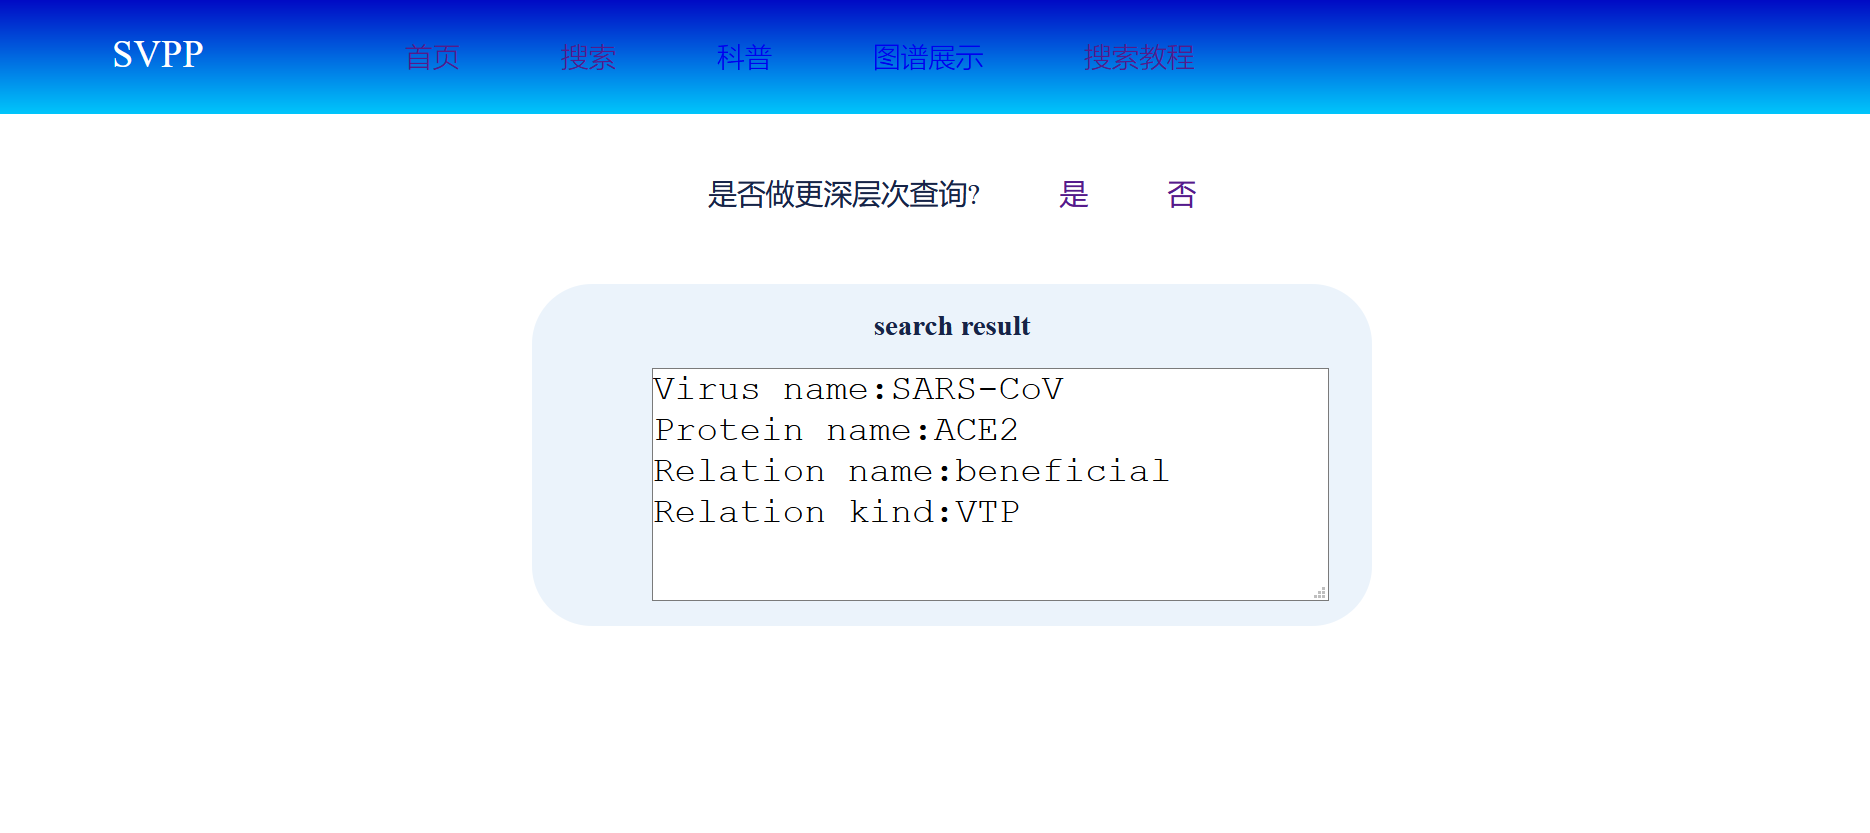 SVPP 首页 搜索 科普 图谱展示 搜索教程
是否做更深层次查询? 是 否
search result
Virus name:SARS-CoV
Protein name:ACE2
Relation name:beneficial
Relation kind:VTP